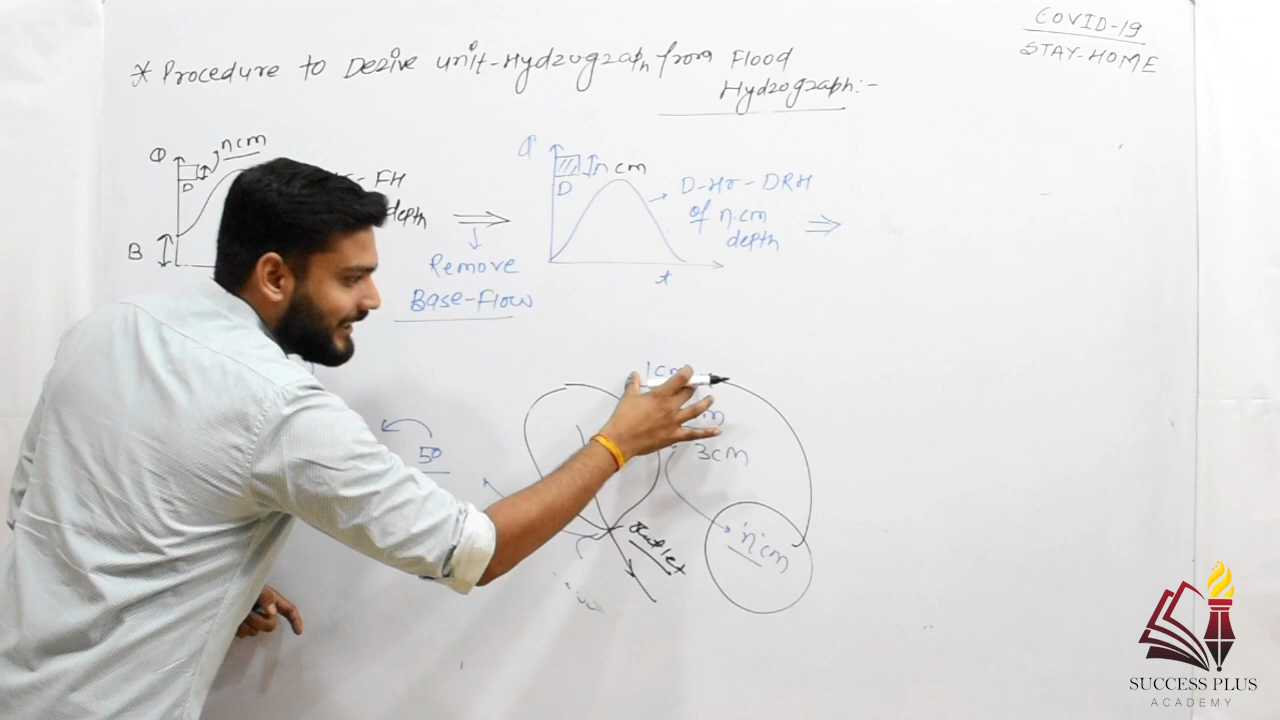 COVID-19
STAY-HOME
* Procedure to Derive unit-Hydrograph from Flood
Hydrograph:-
Q
n cm
D
B
FH
depth
Remove
Base-Flow
n cm
D
t
D-Hr-DRH
of n.cm
depth
1cm
3cm
50
Outlet
'n'cm
SUCCESS PLUS
ACADEMY